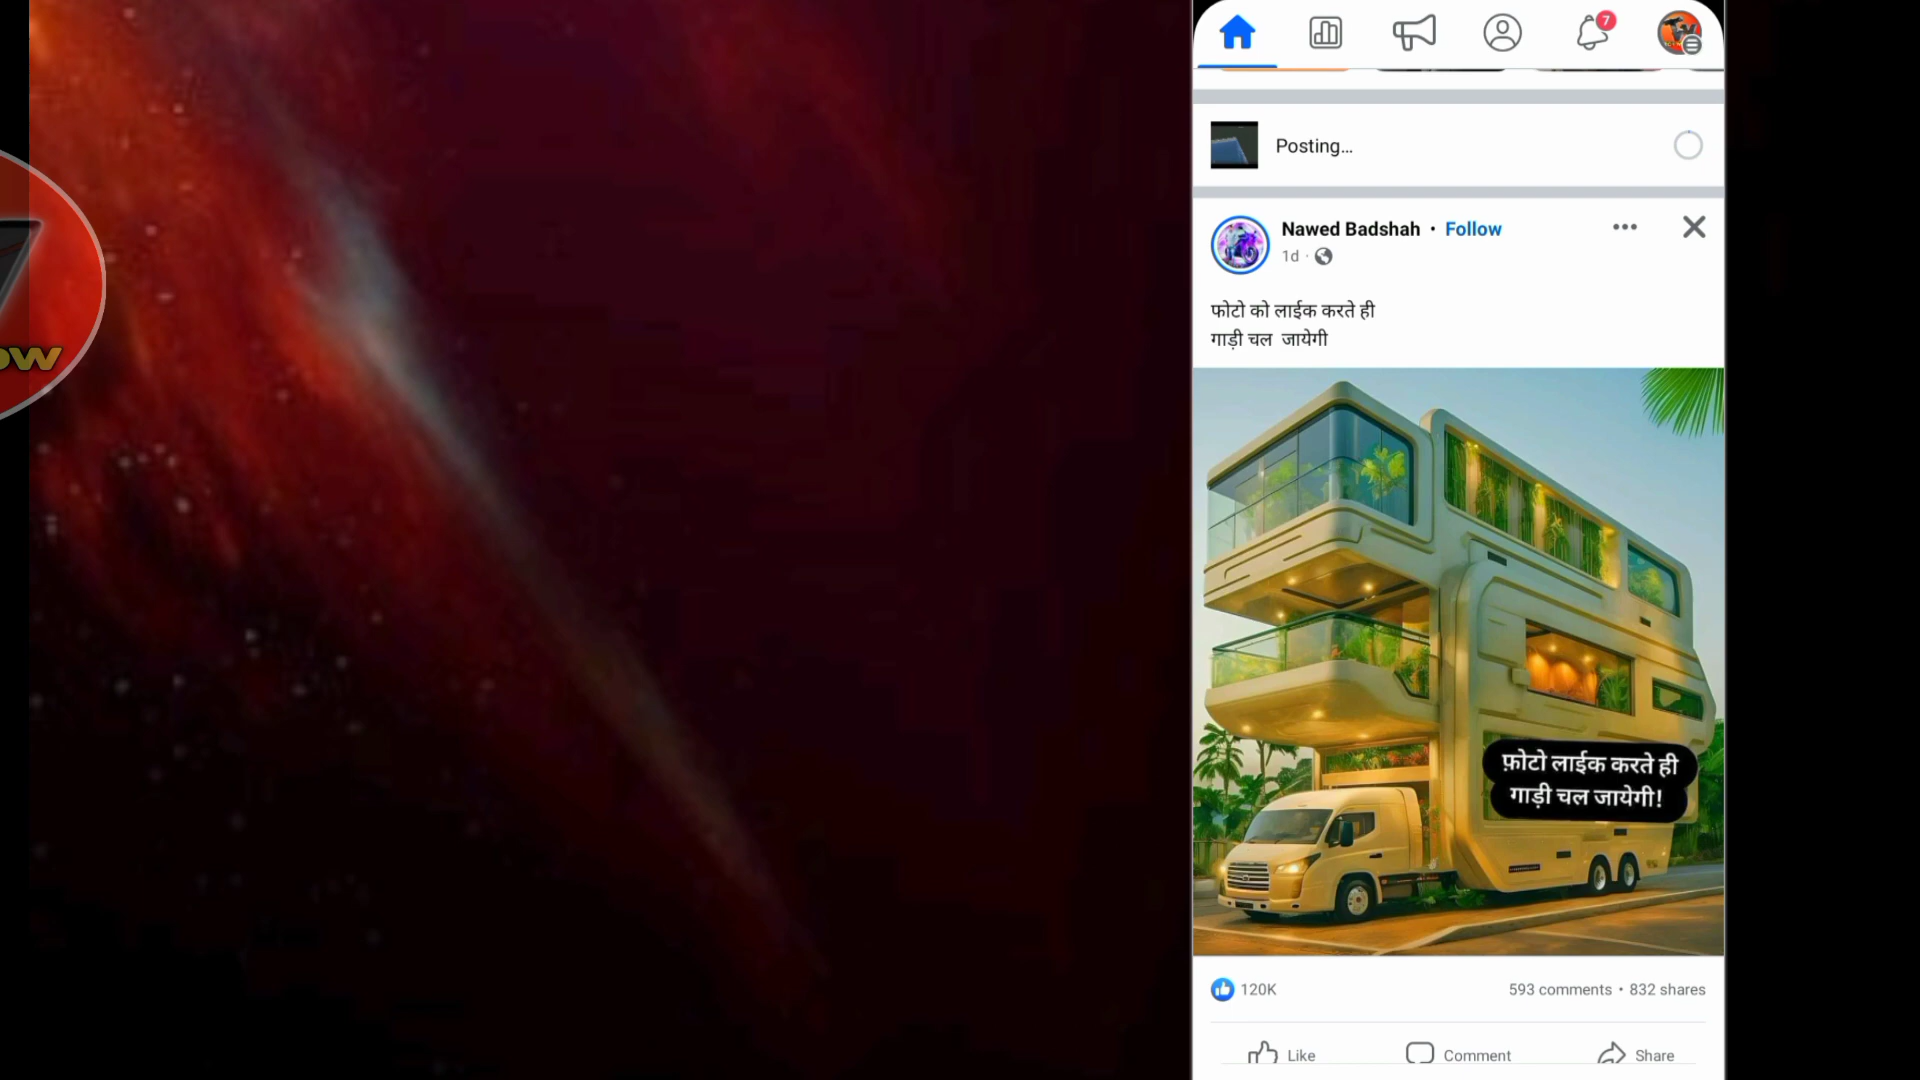 7
Posting...
Nawed Badshah • Follow
1d
फोटो को लाईक करते ही
गाड़ी चल जायेगी
फ़ोटो लाईक करते ही
गाड़ी चल जायेगी!
120K
593 comments • 832 shares
Like
Comment
Share